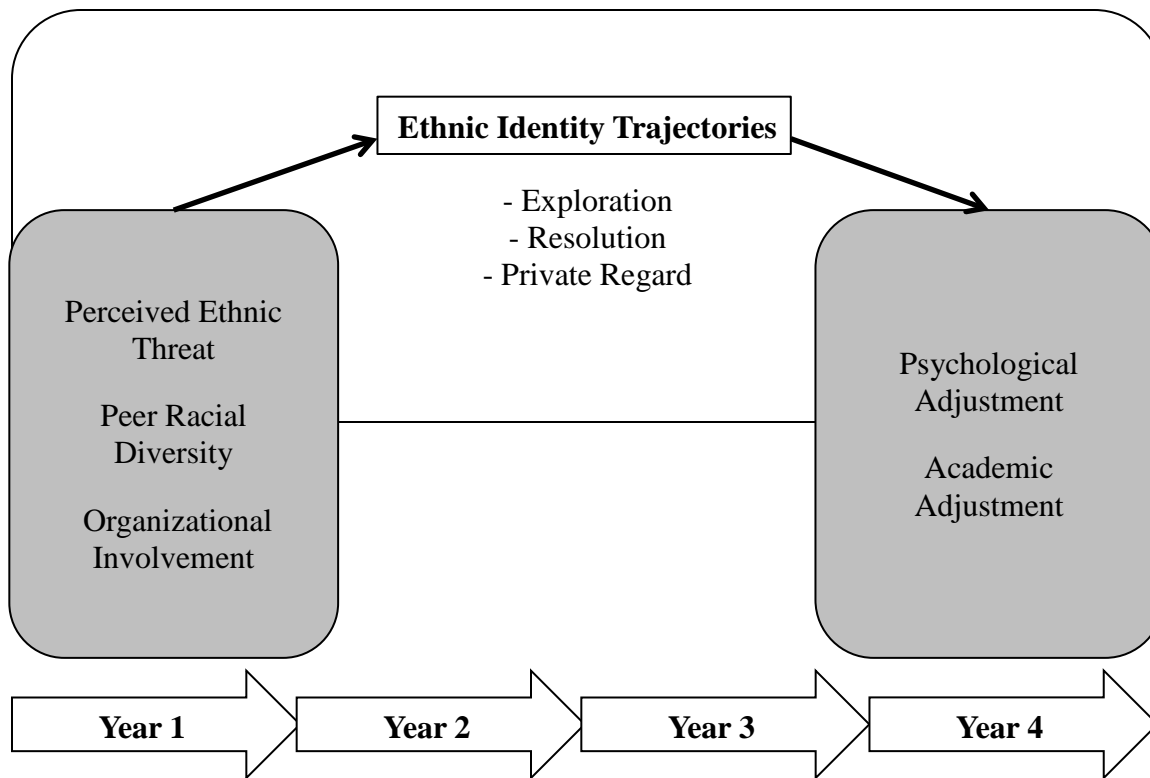 Ethnic Identity Trajectories
- Exploration
- Resolution
- Private Regard
Perceived Ethnic
Threat
Peer Racial
Diversity
Organizational
Involvement
Psychological
Adjustment
Academic
Adjustment
Year 1
Year 2
Year 3
Year 4